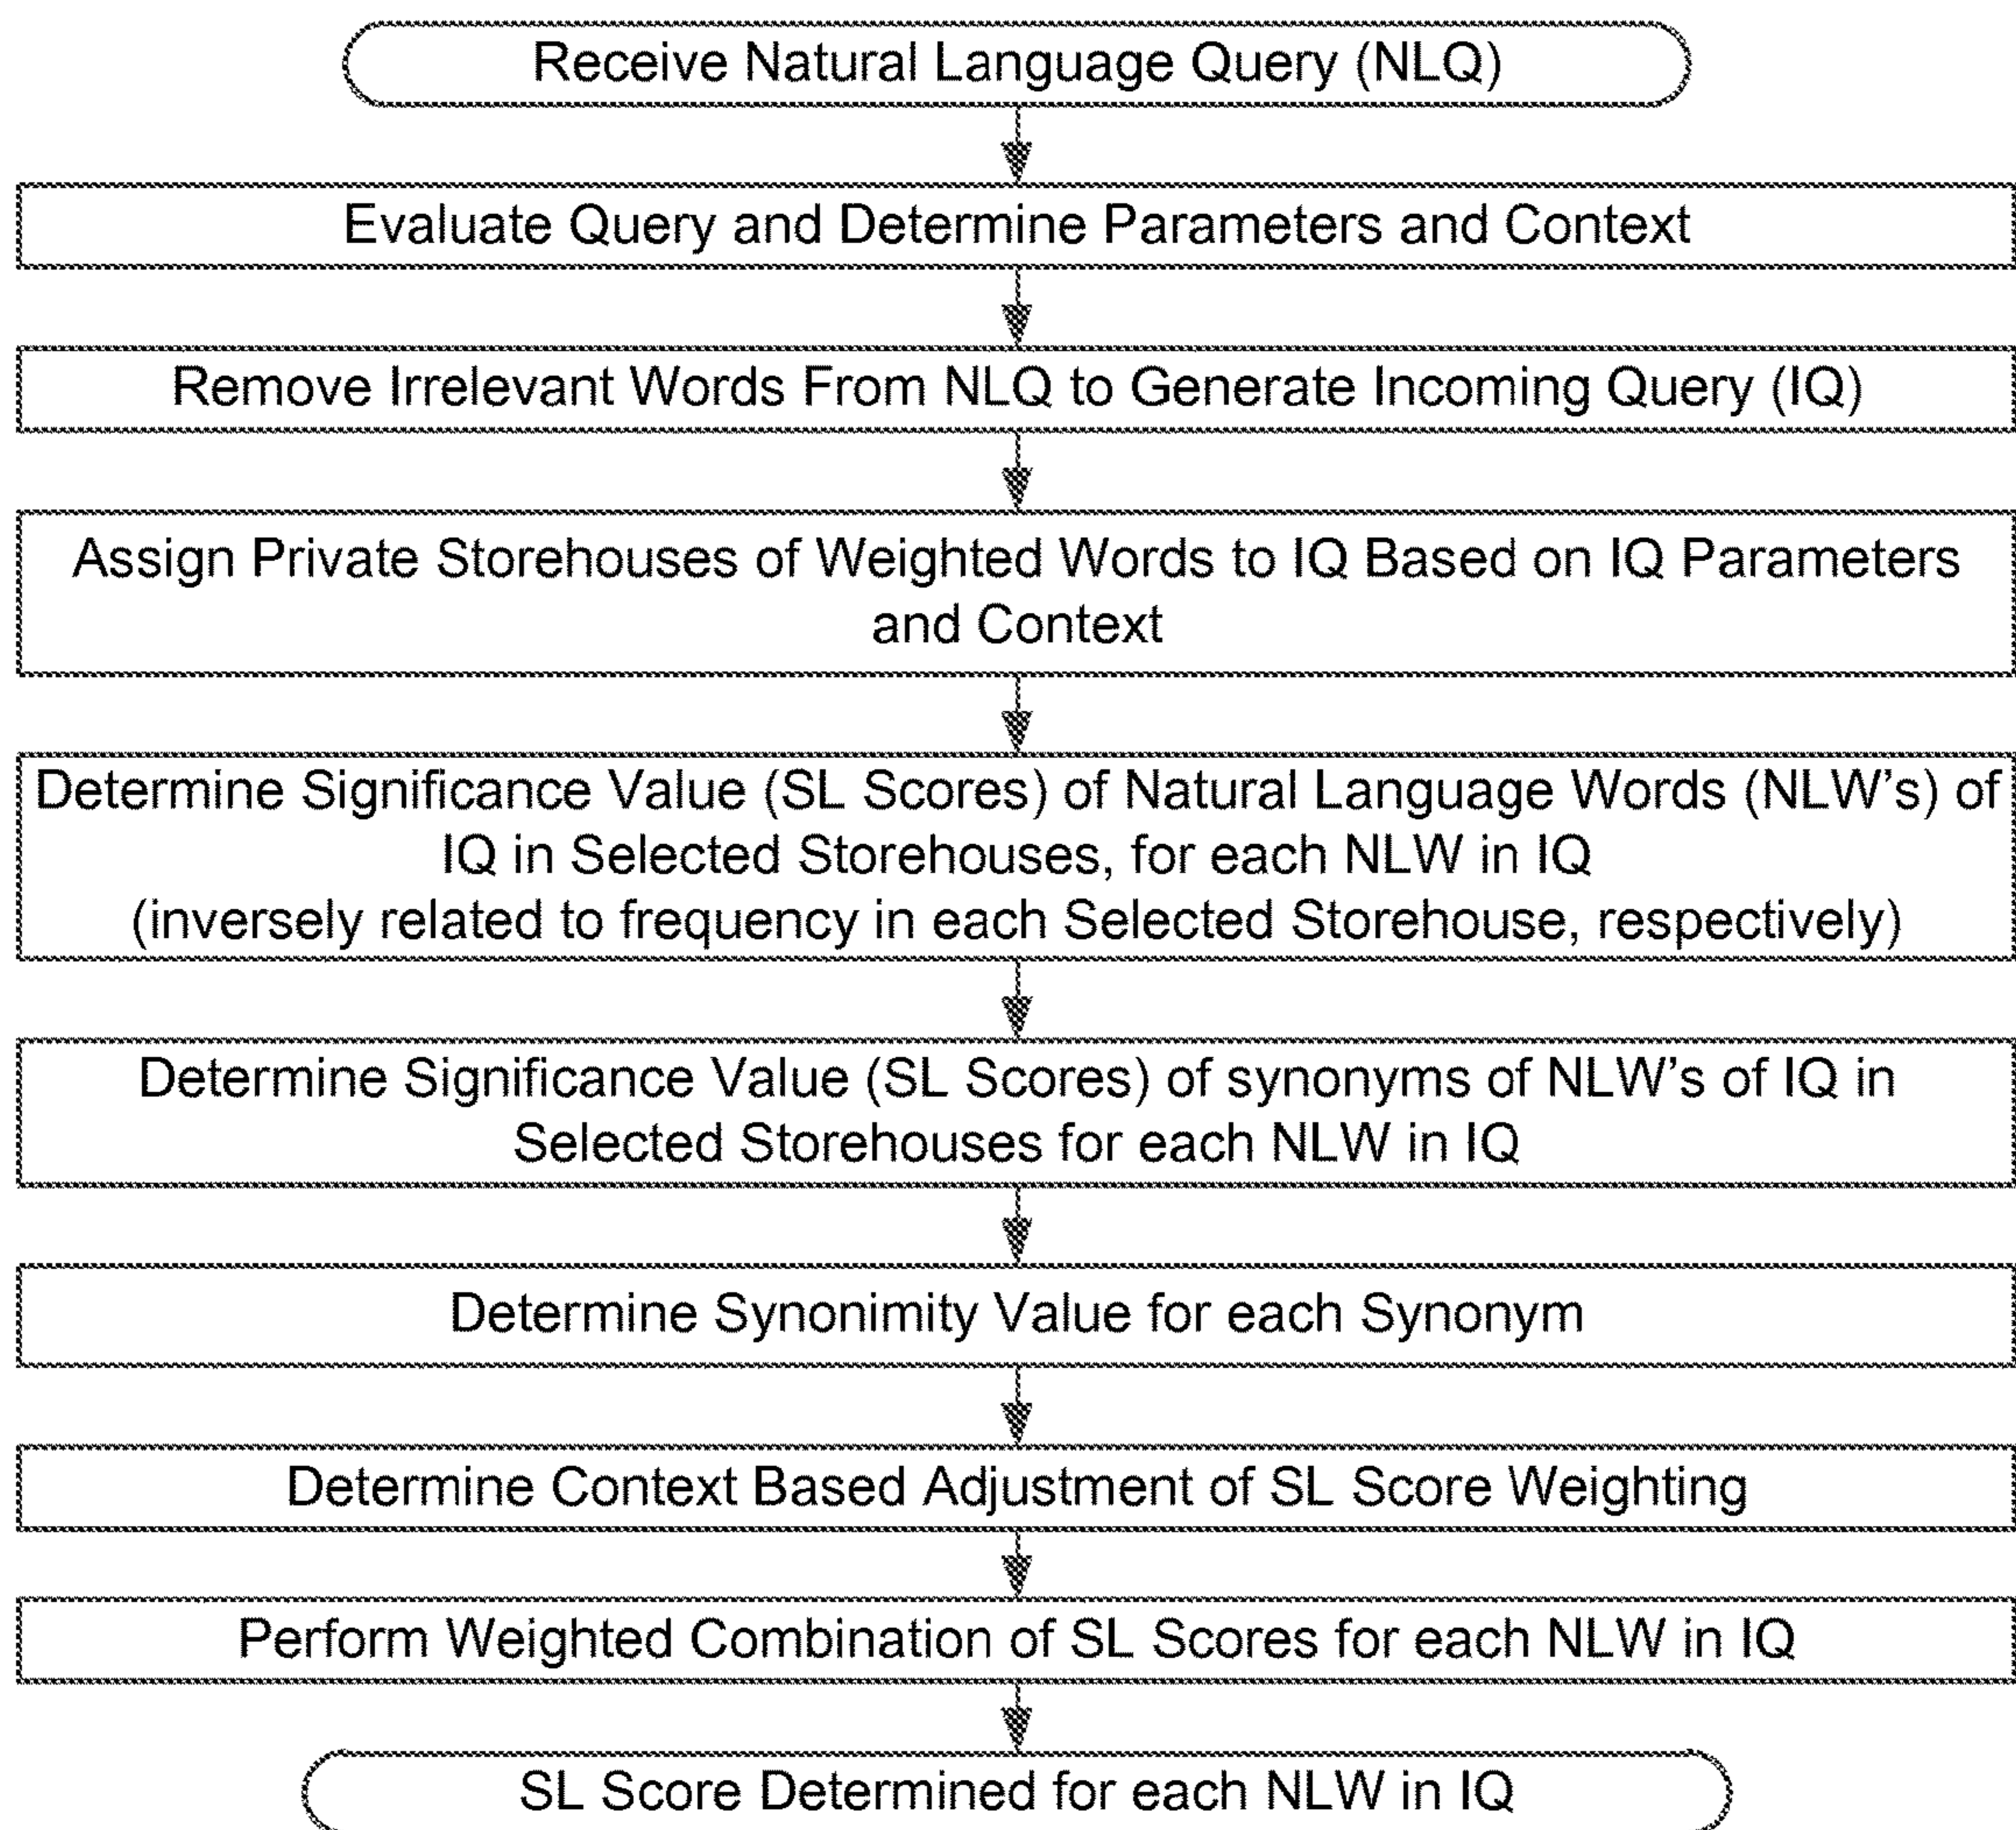 Receive Natural Language Query (NLQ)
Evaluate Query and Determine Parameters and Context
Remove Irrelevant Words From NLQ to Generate Incoming Query (IQ)
Assign Private Storehouses of Weighted Words to IQ Based on IQ Parameters
and Context
Determine Significance Value (SL Scores) of Natural Language Words (NLW's) of
IQ in Selected Storehouses, for each NLW in IQ
(inversely related to frequency in each Selected Storehouse, respectively)
Determine Significance Value (SL Scores) of synonyms of NLW's of IQ in
Selected Storehouses for each NLW in IQ
Determine Synonimity Value for each Synonym
Determine Context Based Adjustment of SL Score Weighting
Perform Weighted Combination of SL Scores for each NLW in IQ
SL Score Determined for each NLW in IQ